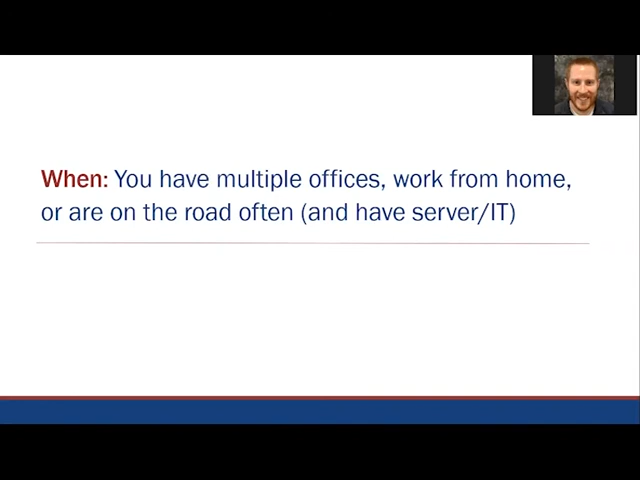 When: You have multiple offices, work from home,
or are on the road often (and have server/IT)